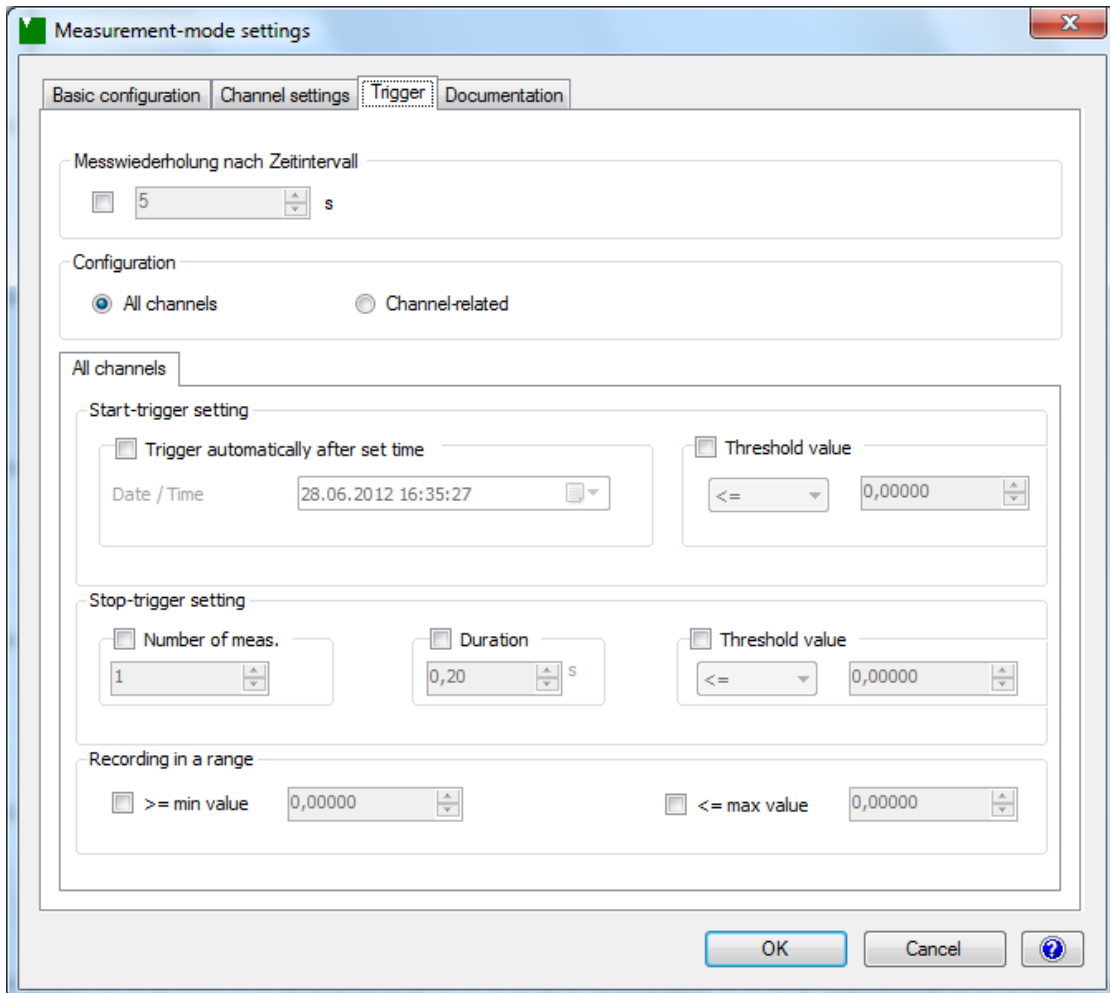 Measurement-mode settings
Basic configuration Channel settings Trigger Documentation
Messwiederholung nach Zeitintervall
5 s
Configuration
All channels Channel-related
All channels
Start-trigger setting
Trigger automatically after set time Threshold value
Date / Time 28.06.2012 16:35:27 <= 0,00000
Stop-trigger setting
Number of meas. Duration Threshold value
1 0,20 s <= 0,00000
Recording in a range
>= min value 0,00000 <= max value 0,00000
OK Cancel ?